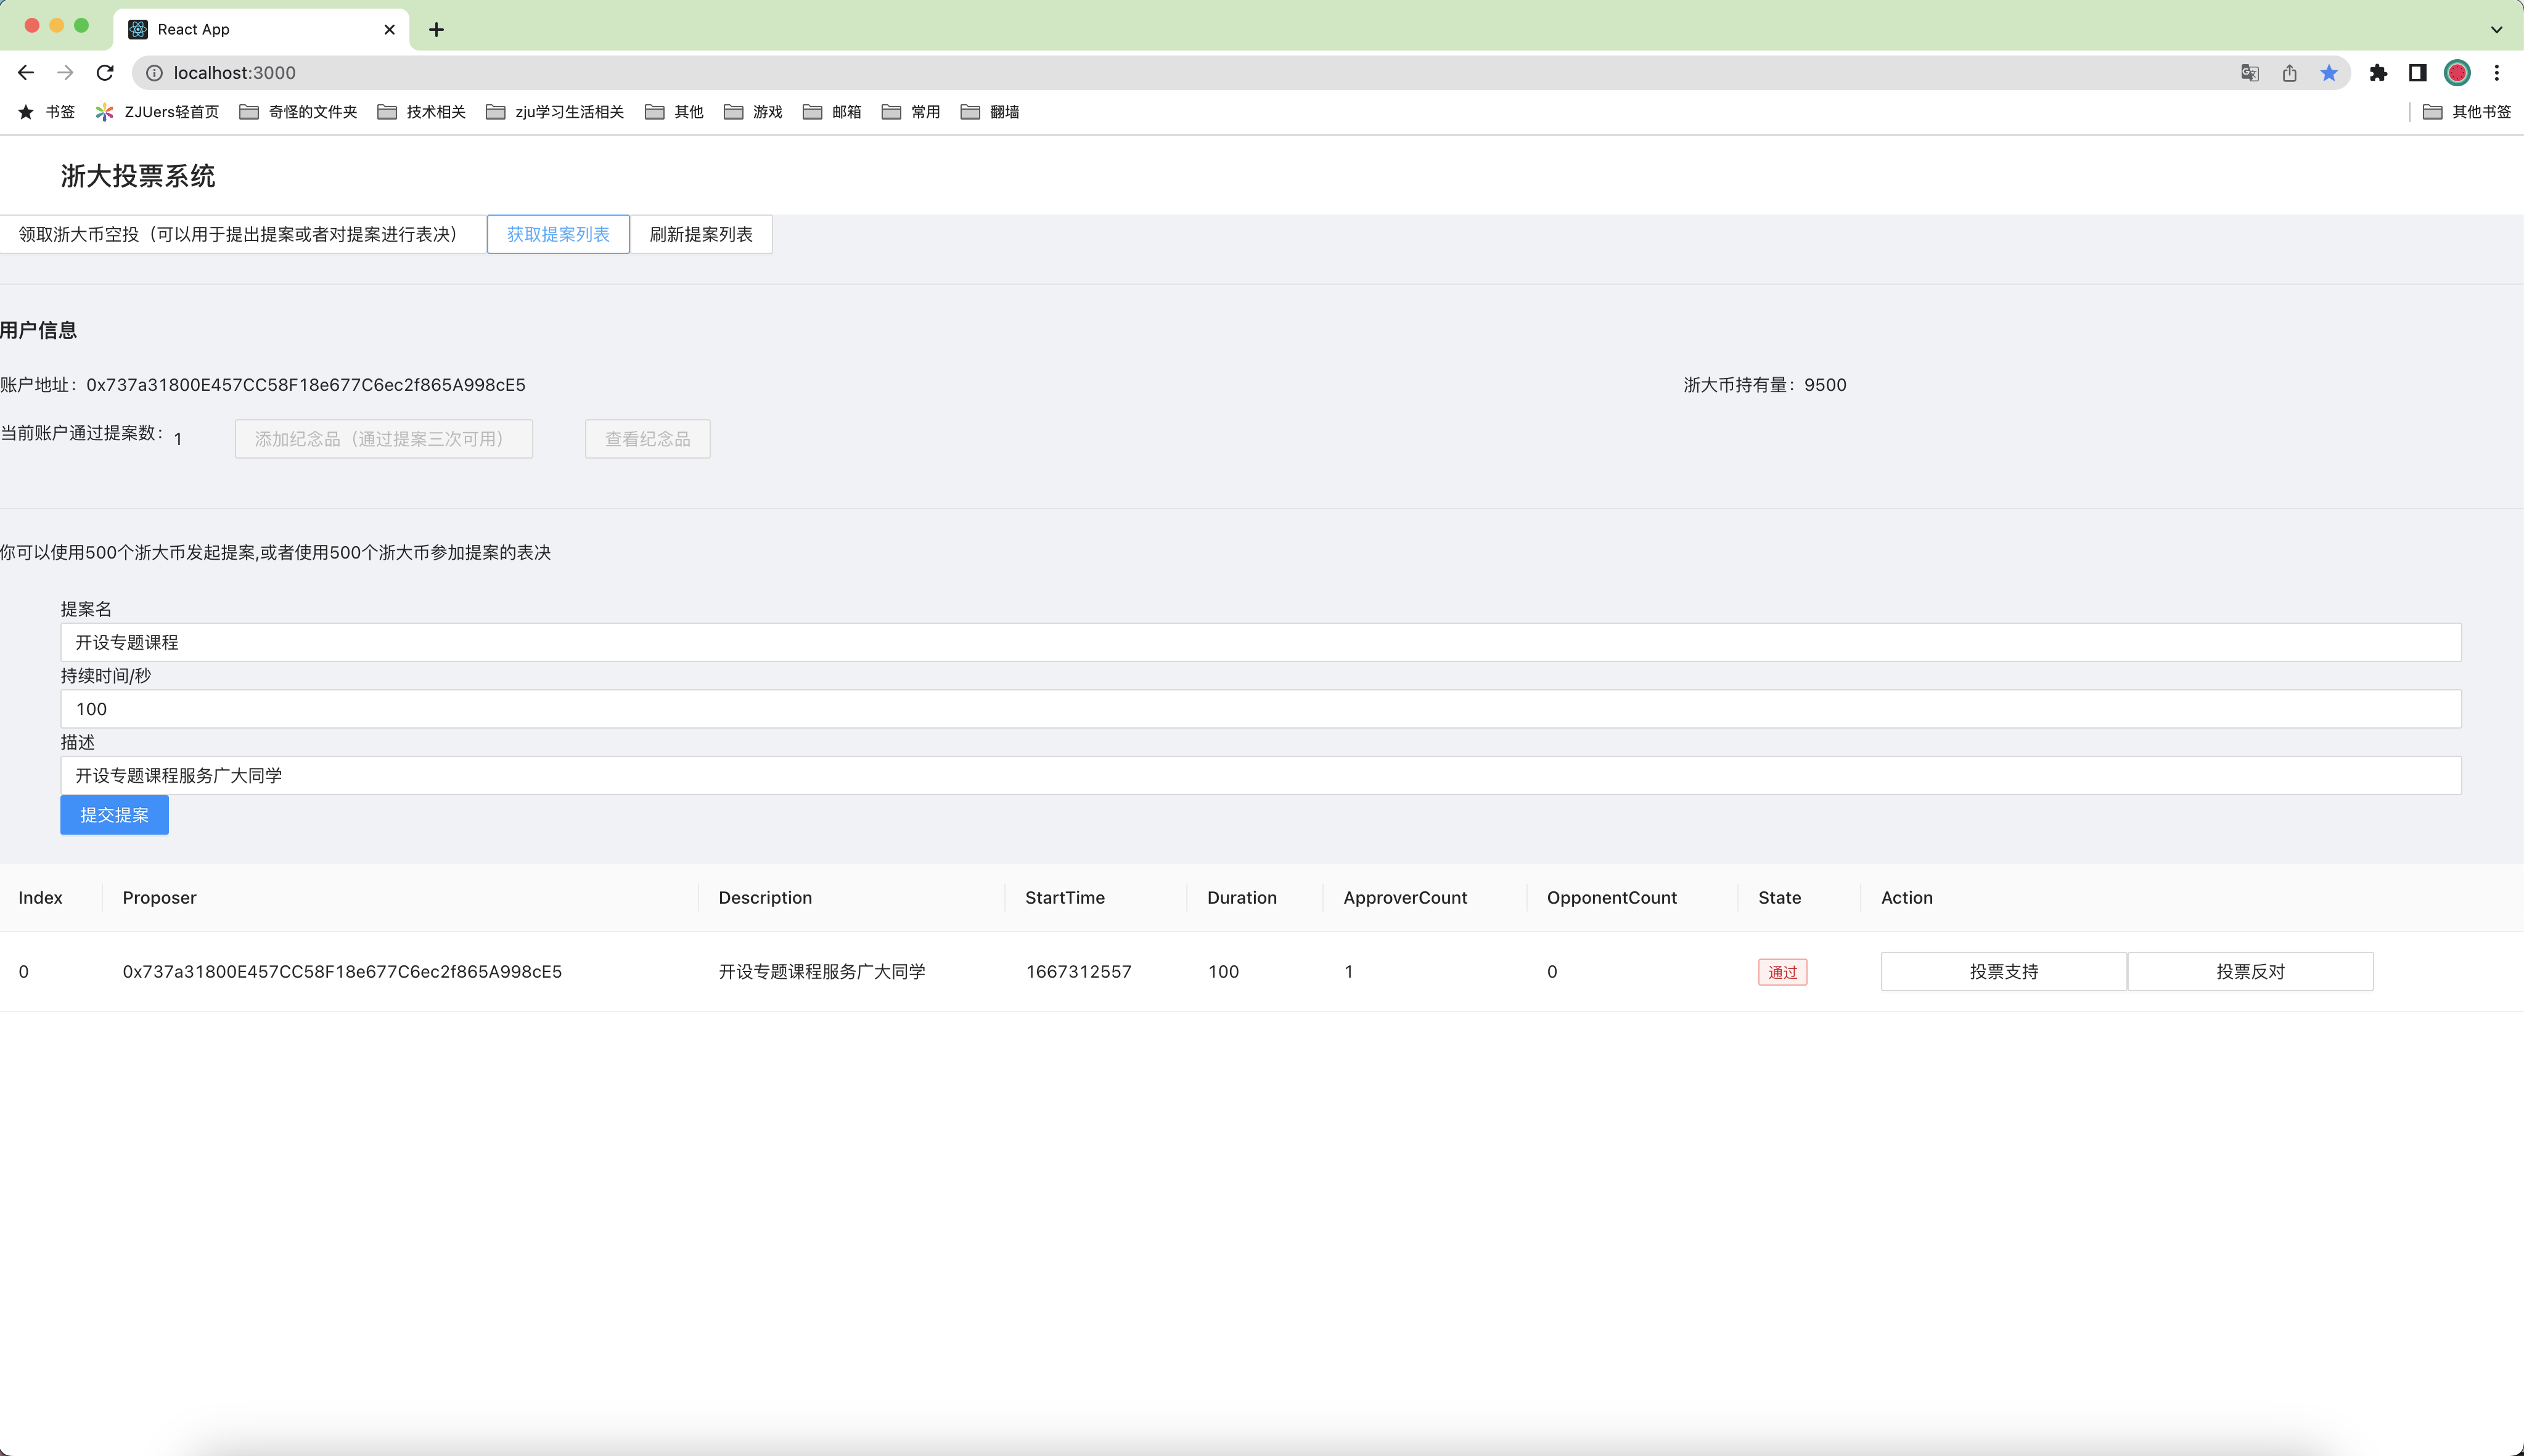 React App
localhost:3000
书签 ZJUers轻首页 奇怪的文件夹 技术相关 zju学习生活相关 其他 游戏 邮箱 常用 翻墙 其他书签
浙大投票系统
领取浙大币空投（可以用于提出提案或者对提案进行表决） 获取提案列表 刷新提案列表
用户信息
账户地址：0x737a31800E457CC58F18e677C6ec2f865A998cE5 浙大币持有量：9500
当前账户通过提案数：1 添加纪念品（通过提案三次可用） 查看纪念品
你可以使用500个浙大币发起提案,或者使用500个浙大币参加提案的表决
提案名
开设专题课程
持续时间/秒
100
描述
开设专题课程服务广大同学
提交提案
Index Proposer Description StartTime Duration ApproverCount OpponentCount State Action
0 0x737a31800E457CC58F18e677C6ec2f865A998cE5 开设专题课程服务广大同学 1667312557 100 1 0 通过 投票支持 投票反对